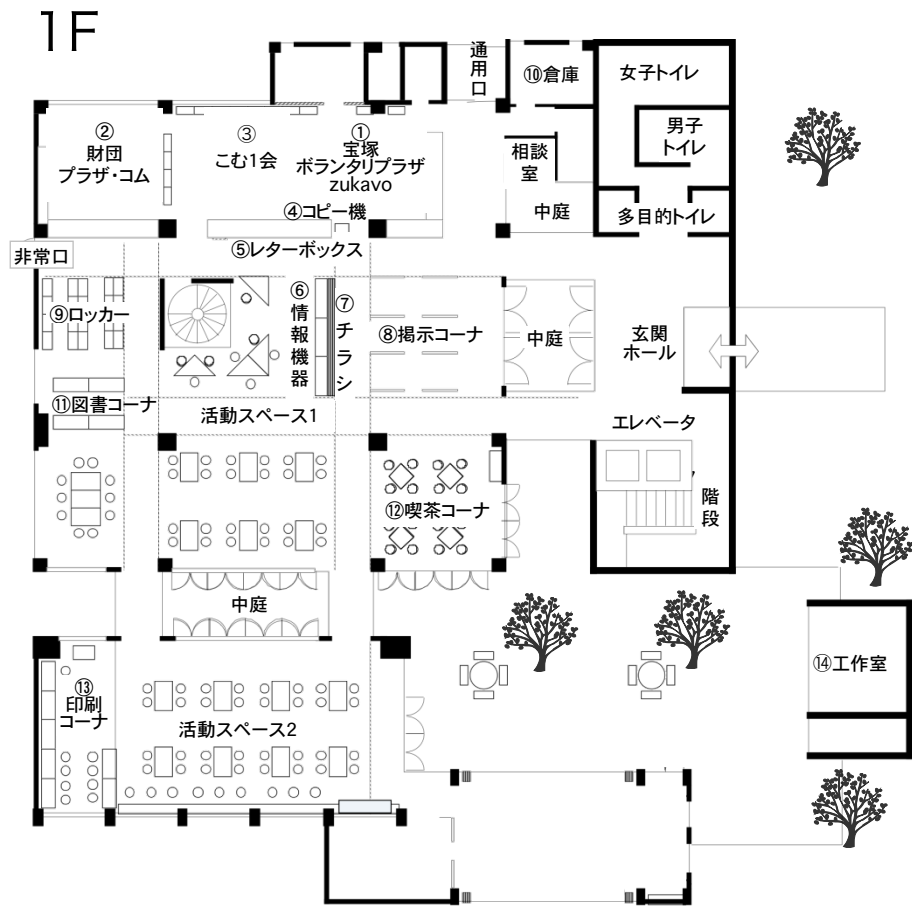 1F
通用口
⑩倉庫
女子トイレ
②
財団
プラザ・コム
③
こむ1会
①
宝塚
ボランタリプラザ
zukavo
相談
室
男子
トイレ
④コピー機
中庭
多目的トイレ
⑤レターボックス
非常口
⑨ロッカー
⑥情報機器
⑦チラシ
⑧掲示コーナ
中庭
玄関
ホール
⑪図書コーナ
活動スペース1
エレベータ
⑫喫茶コーナ
階段
中庭
⑭工作室
⑬
印刷
コーナ
活動スペース2